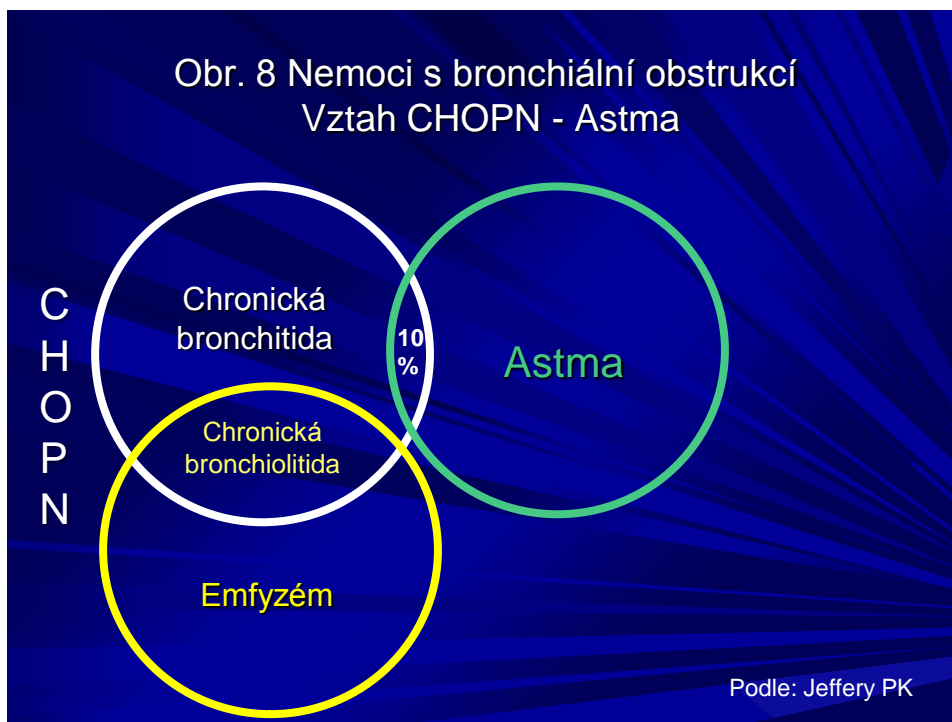 Obr. 8 Nemoci s bronchiální obstrukcí
Vztah CHOPN - Astma
C
H
O
P
N
Chronická
bronchitida
10
%
Astma
Chronická
bronchiolitida
Emfyzém
Podle: Jeffery PK